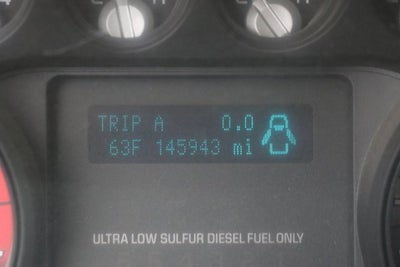 TRIP A 0.0
63F 145943 mi
ULTRA LOW SULFUR DIESEL FUEL ONLY